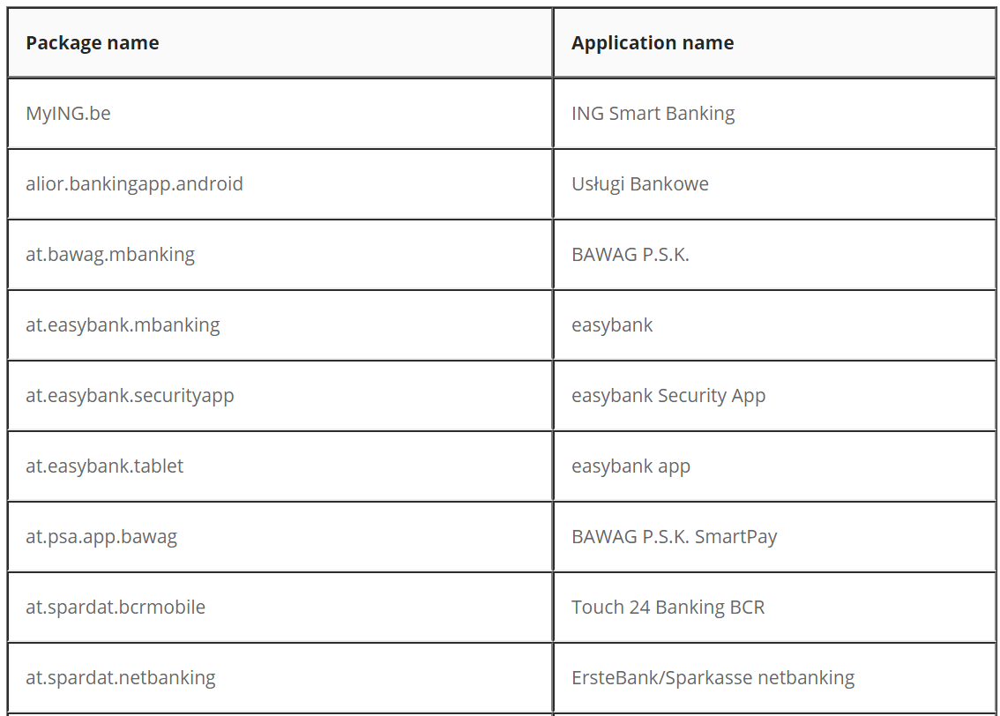 Package name Application name
MyING.be ING Smart Banking
alior.bankingapp.android Usługi Bankowe
at.bawag.mbanking BAWAG P.S.K.
at.easybank.mbanking easybank
at.easybank.securityapp easybank Security App
at.easybank.tablet easybank app
at.psa.app.bawag BAWAG P.S.K. SmartPay
at.spardat.bcrmobile Touch 24 Banking BCR
at.spardat.netbanking ErsteBank/Sparkasse netbanking